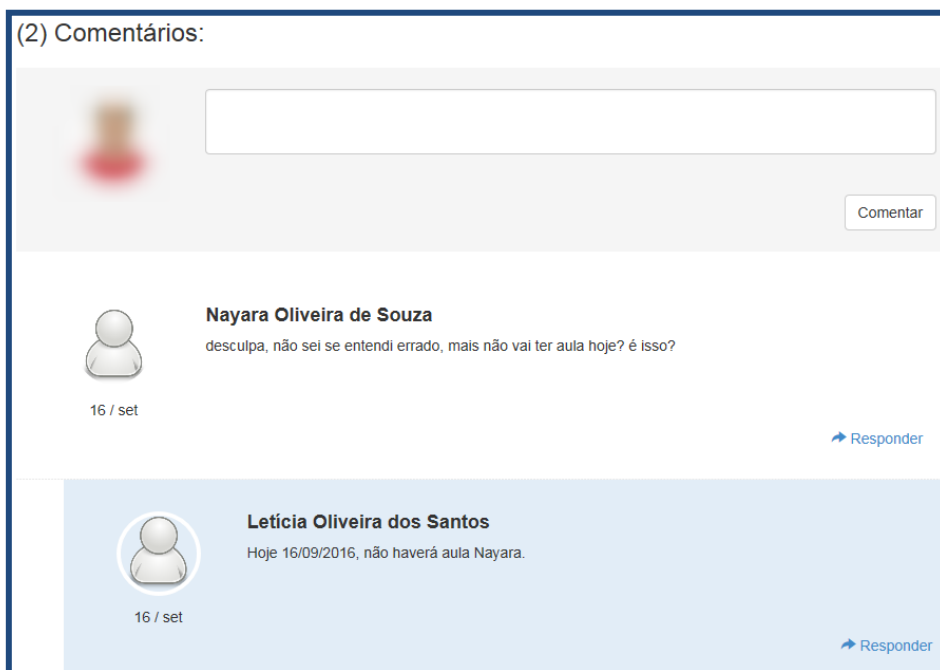 (2) Comentários:
Comentar
Nayara Oliveira de Souza
desculpa, não sei se entendi errado, mais não vai ter aula hoje? é isso?
16 / set
Responder
Letícia Oliveira dos Santos
Hoje 16/09/2016, não haverá aula Nayara.
16 / set
Responder